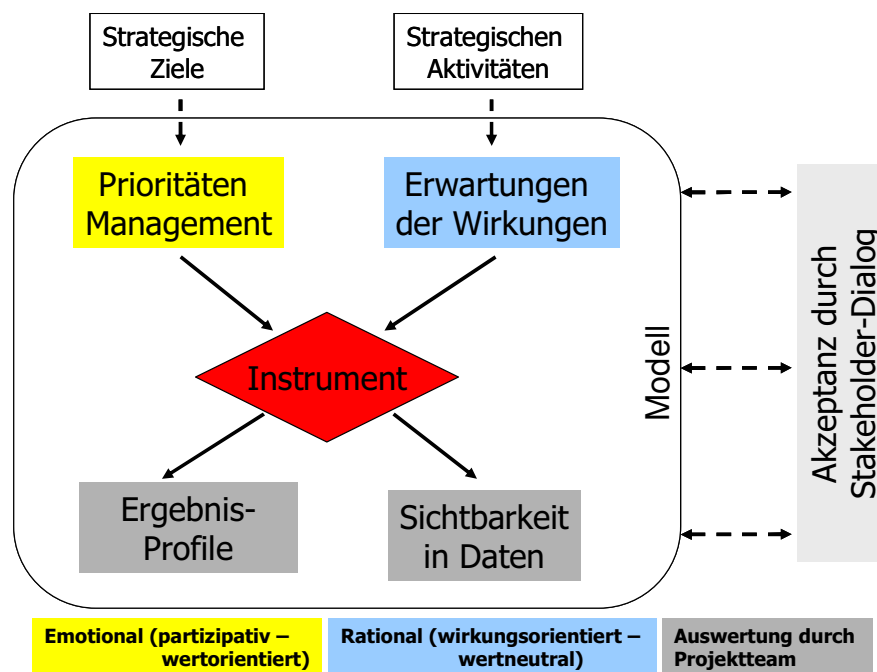 Strategische
Ziele
Strategischen
Aktivitäten
Prioritäten
Management
Erwartungen
der Wirkungen
Instrument
Ergebnis-
Profile
Sichtbarkeit
in Daten
Modell
Akzeptanz durch
Stakeholder-Dialog
Emotional (partizipativ –
wertorientiert)
Rational (wirkungsorientiert –
wertneutral)
Auswertung durch
Projektteam